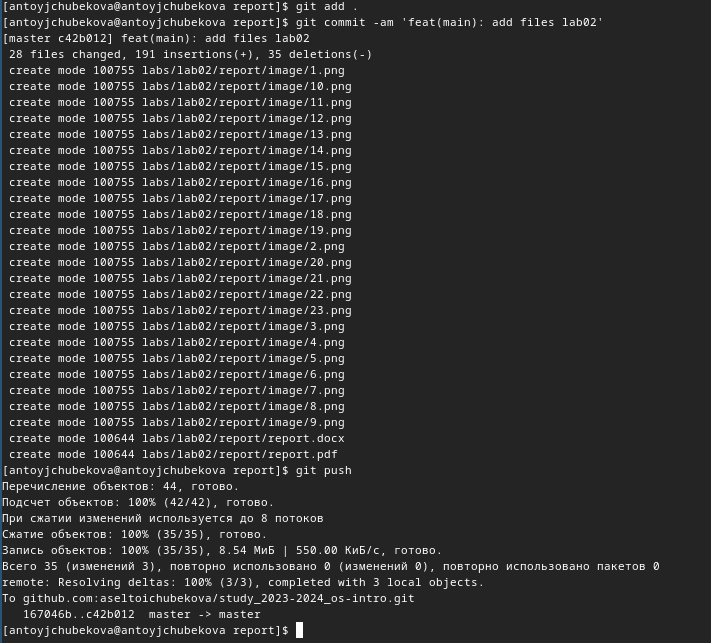 [antoyjchubekova@antoyjchubekova report]$ git add .
[antoyjchubekova@antoyjchubekova report]$ git commit -am 'feat(main): add files lab02'
[master c42b012] feat(main): add files lab02
 28 files changed, 191 insertions(+), 35 deletions(-)
 create mode 100755 labs/lab02/report/image/1.png
 create mode 100755 labs/lab02/report/image/10.png
 create mode 100755 labs/lab02/report/image/11.png
 create mode 100755 labs/lab02/report/image/12.png
 create mode 100755 labs/lab02/report/image/13.png
 create mode 100755 labs/lab02/report/image/14.png
 create mode 100755 labs/lab02/report/image/15.png
 create mode 100755 labs/lab02/report/image/16.png
 create mode 100755 labs/lab02/report/image/17.png
 create mode 100755 labs/lab02/report/image/18.png
 create mode 100755 labs/lab02/report/image/19.png
 create mode 100755 labs/lab02/report/image/2.png
 create mode 100755 labs/lab02/report/image/20.png
 create mode 100755 labs/lab02/report/image/21.png
 create mode 100755 labs/lab02/report/image/22.png
 create mode 100755 labs/lab02/report/image/23.png
 create mode 100755 labs/lab02/report/image/3.png
 create mode 100755 labs/lab02/report/image/4.png
 create mode 100755 labs/lab02/report/image/5.png
 create mode 100755 labs/lab02/report/image/6.png
 create mode 100755 labs/lab02/report/image/7.png
 create mode 100755 labs/lab02/report/image/8.png
 create mode 100755 labs/lab02/report/image/9.png
 create mode 100644 labs/lab02/report/report.docx
 create mode 100644 labs/lab02/report/report.pdf
[antoyjchubekova@antoyjchubekova report]$ git push
Перечисление объектов: 44, готово.
Подсчет объектов: 100% (42/42), готово.
При сжатии изменений используется до 8 потоков
Сжатие объектов: 100% (35/35), готово.
Запись объектов: 100% (35/35), 8.54 МиБ | 550.00 КиБ/с, готово.
Всего 35 (изменений 3), повторно использовано 0 (изменений 0), повторно использовано пакетов 0
remote: Resolving deltas: 100% (3/3), completed with 3 local objects.
To github.com:aseltoichubekova/study_2023-2024_os-intro.git
   167046b..c42b012  master -> master
[antoyjchubekova@antoyjchubekova report]$